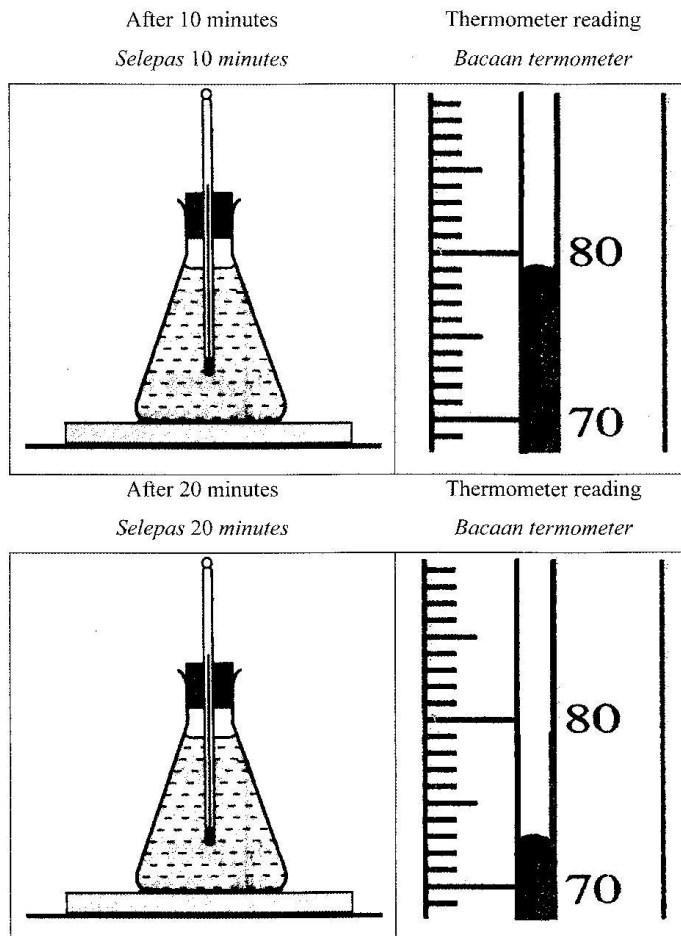 After 10 minutes
Thermometer reading
Selepas 10 minutes
Bacaan termometer
80
70
After 20 minutes
Thermometer reading
Selepas 20 minutes
Bacaan termometer
80
70